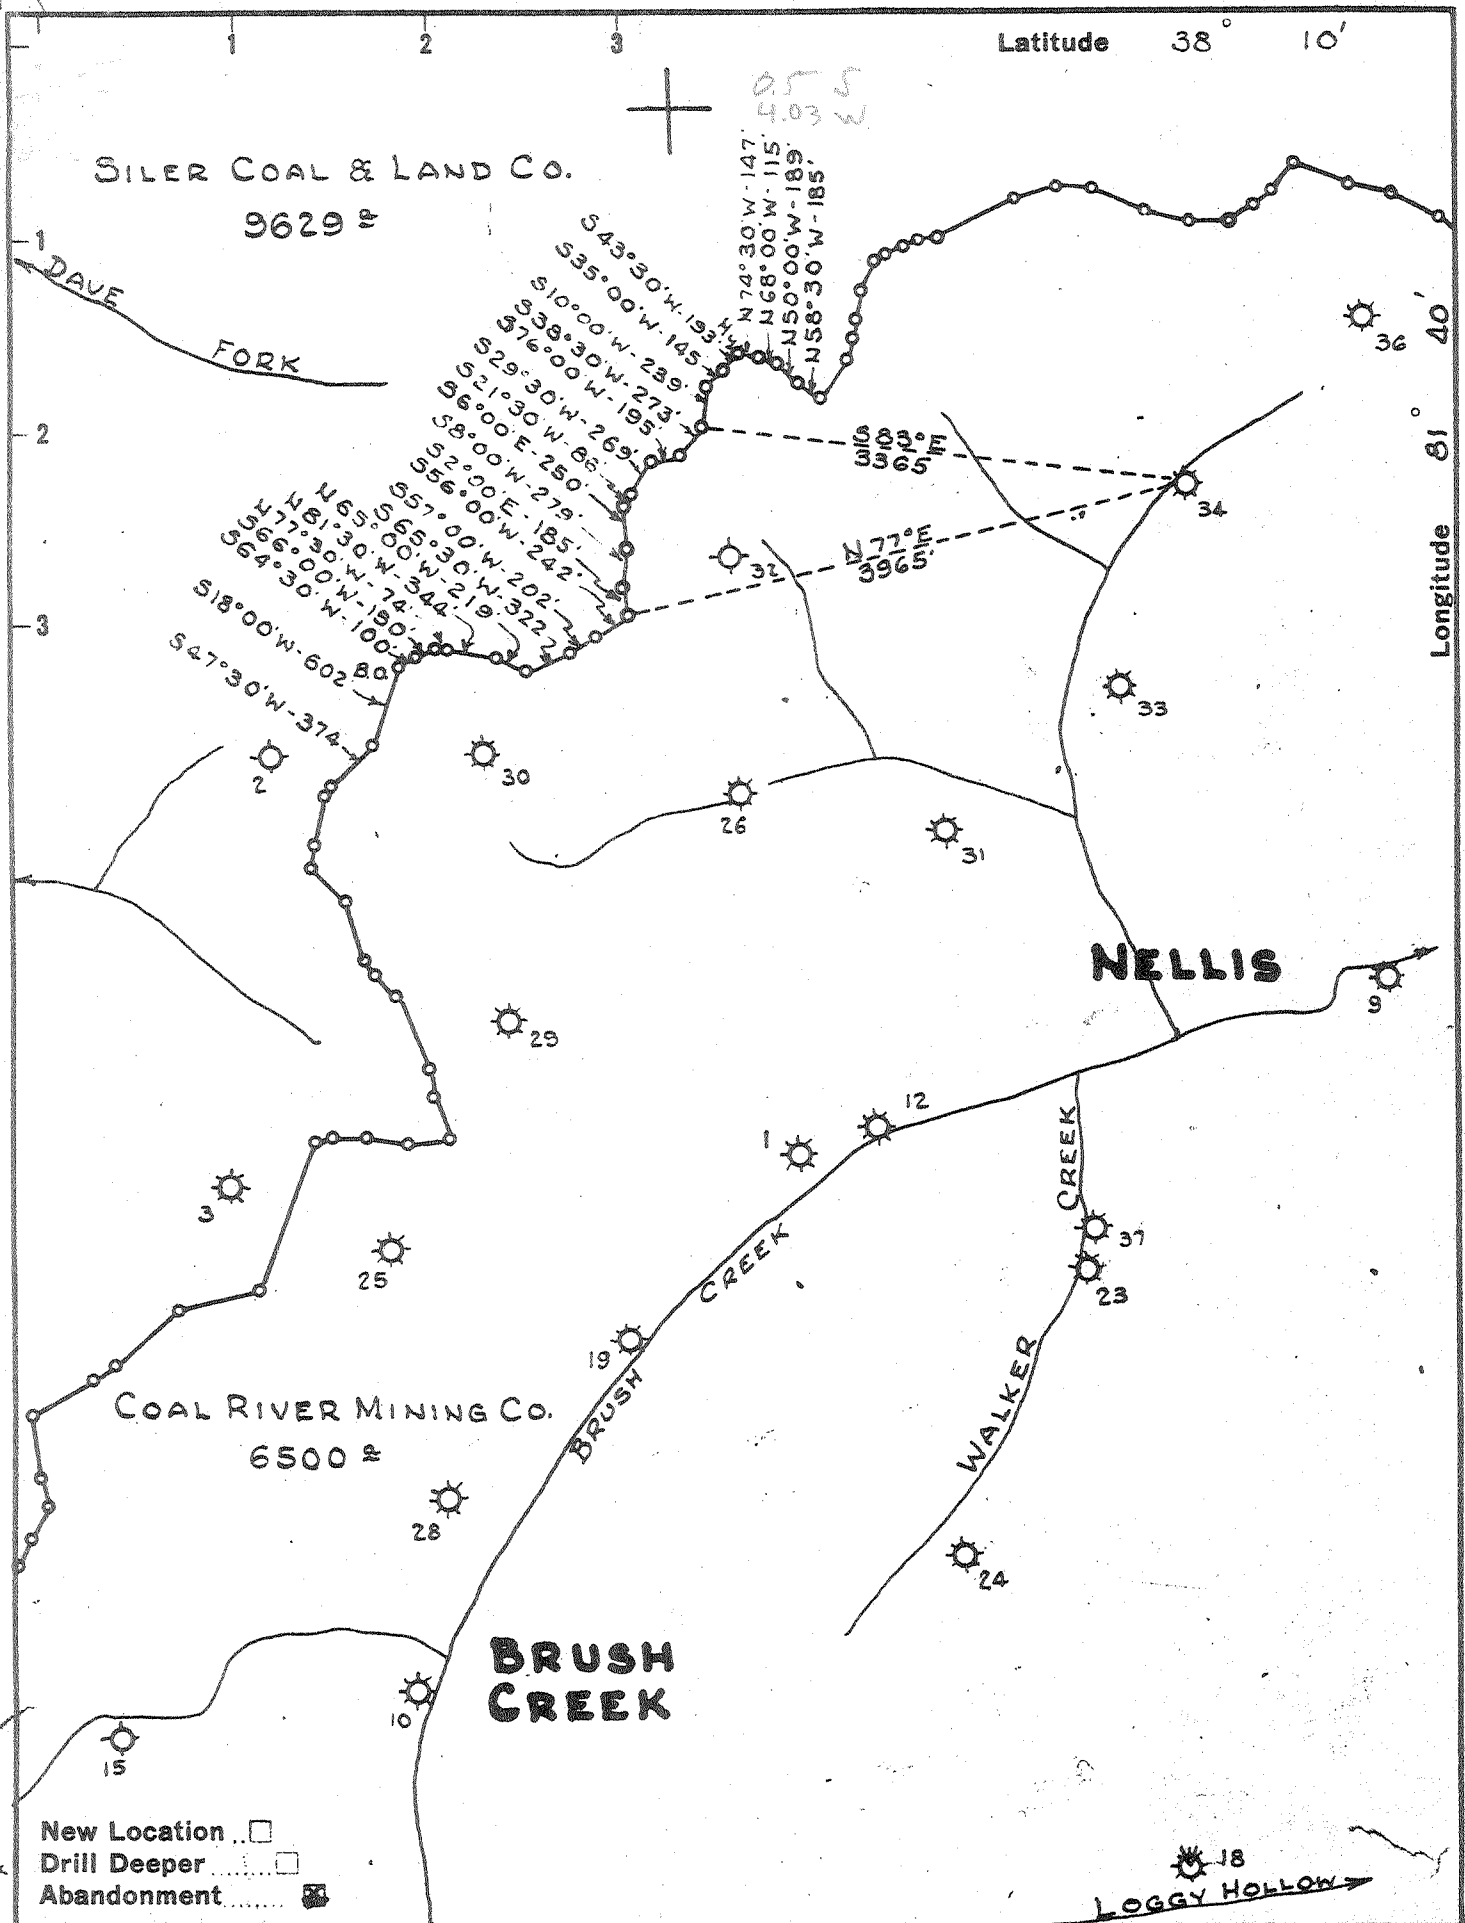 1
2
3
Latitude 38° 10'
0.5 S
4.03 W
SILER COAL & LAND CO.
9629 a
N74°30'W-147'
N68°00'W-115'
N50°00'W-189'
N58°30'W-185'
S43°30'W-193'
S35°00'W-145'
S10°00'W-239'
S38°30'W-273'
S76°00'W-195'
S29°30'W-269'
S21°30'W-86'
S6°00'E-250'
S8°00'W-279'
S2°00'E-185'
S56°00'W-242'
S57°00'W-202'
S65°30'W-322'
N65°00'W-219'
N81°30'W-344'
N77°30'W-74'
S66°00'W-190'
S64°30'W-100'
B.O.
S18°00'W-602'
S47°30'W-374'
1
DAVE
FORK
2
3
36
Longitude 81° 40'
S83°E
3365'
34
N77°E
3965'
32
33
2
30
26
31
NELLIS
9
29
12
1
CREEK
3
25
37
23
CREEK
19
BRUSH
WALKER
COAL RIVER MINING CO.
6500 a
28
24
BRUSH
CREEK
10
15
New Location
Drill Deeper
Abandonment
18
LOGGY HOLLOW